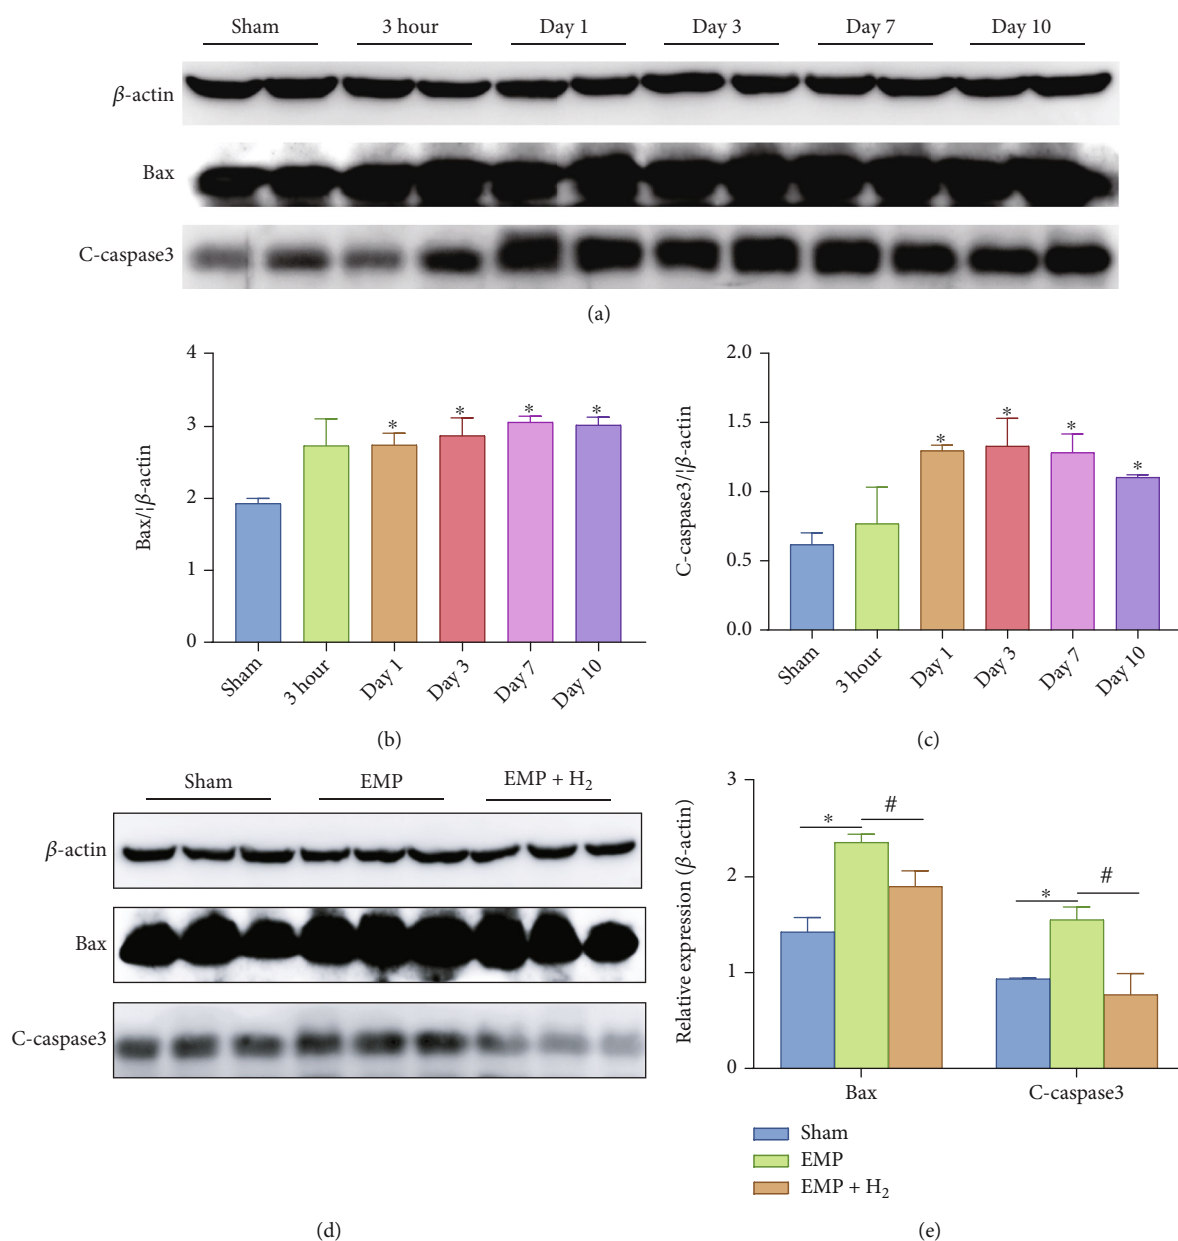 Sham 3 hour Day 1 Day 3 Day 7 Day 10
β-actin
Bax
C-caspase3
(a)
4
3
2
1
0
Bax/¦β-actin
* * * *
Sham 3 hour Day 1 Day 3 Day 7 Day 10
(b)
2.0
1.5
1.0
0.5
0.0
C-caspase3/¦β-actin
* * * *
Sham 3 hour Day 1 Day 3 Day 7 Day 10
(c)
Sham EMP EMP + H₂
β-actin
Bax
C-caspase3
(d)
3
2
1
0
Relative expression (β-actin)
* #
* #
Bax C-caspase3
Sham
EMP
EMP + H₂
(e)